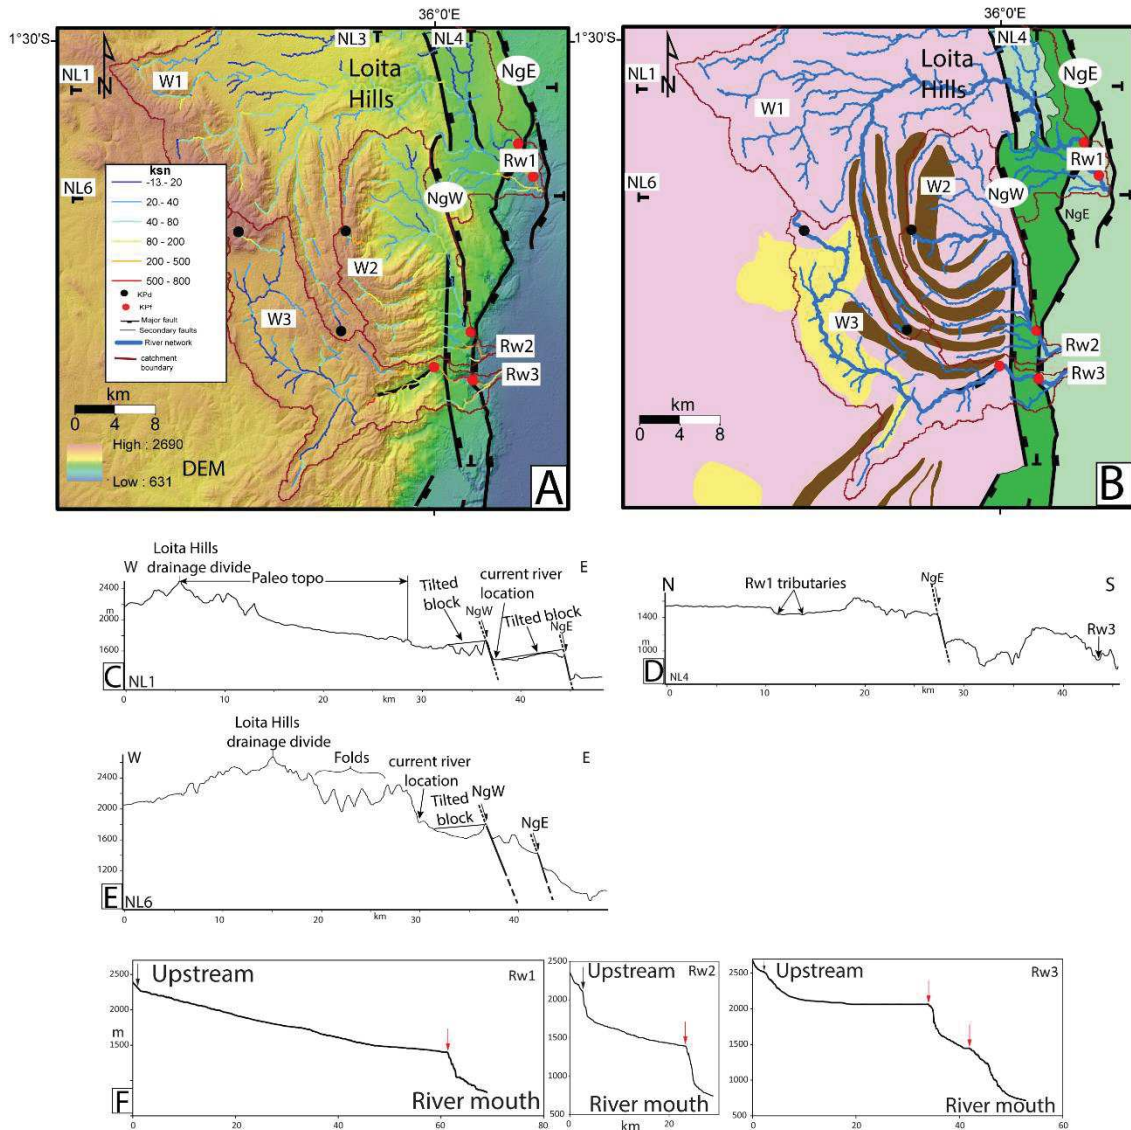 36°0'E
36°0'E
1°30'S
1°30'S
NL3
NL4
NL4
NL1
N
W1
Loita
Hills
NgE
NL1
N
W1
Loita
Hills
NgE
ksn
-13 - 20
20 - 40
40 - 80
80 - 200
200 - 500
500 - 800
KPd
KPf
Major fault
Secondary faults
River network
catchment
boundary
NL6
Rw1
NgW
W2
W3
Rw2
Rw3
km
0 4 8
High : 2690
Low : 631
DEM
A
NL6
Rw1
W2
NgW
NgE
W3
Rw2
Rw3
km
0 4 8
B
W
Loita Hills
drainage divide
Paleo topo
Tilted
block
current river
location
E
NgW
Tilted block
NgE
2400
m
2000
1600
C
NL1
0 10 20 30 40
km
N
Rw1 tributaries
NgE
S
1400
m
1000
Rw3
D
NL4
0 10 20 30 40
km
W
Loita Hills
drainage divide
Folds
current river
location
NgW
Tilted
block
NgE
E
2400
2000
1600
1200
E
NL6
0 10 20 30 40
km
2500
2000
m
1500
Upstream
Rw1
F
River mouth
0 20 40 60 80
2500
2000
1500
1000
500
Upstream
Rw2
River mouth
0 20
km
2500
2000
1500
1000
500
Upstream
Rw3
River mouth
0 20 40 60